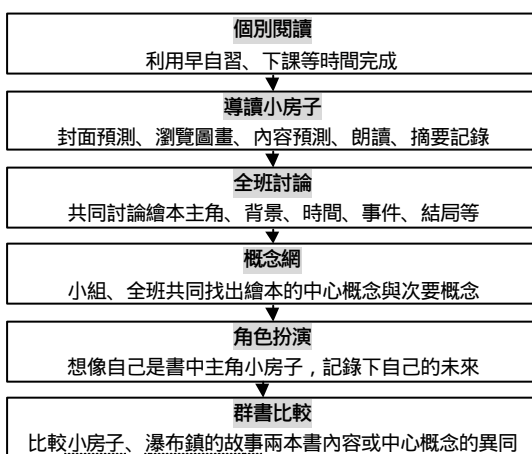 個別閱讀
利用早自習、下課等時間完成
導讀小房子
封面預測、瀏覽圖畫、內容預測、朗讀、摘要記錄
全班討論
共同討論繪本主角、背景、時間、事件、結局等
概念網
小組、全班共同找出繪本的中心概念與次要概念
角色扮演
想像自己是書中主角小房子，記錄下自己的未來
群書比較
比較小房子、瀑布鎮的故事兩本書內容或中心概念的異同